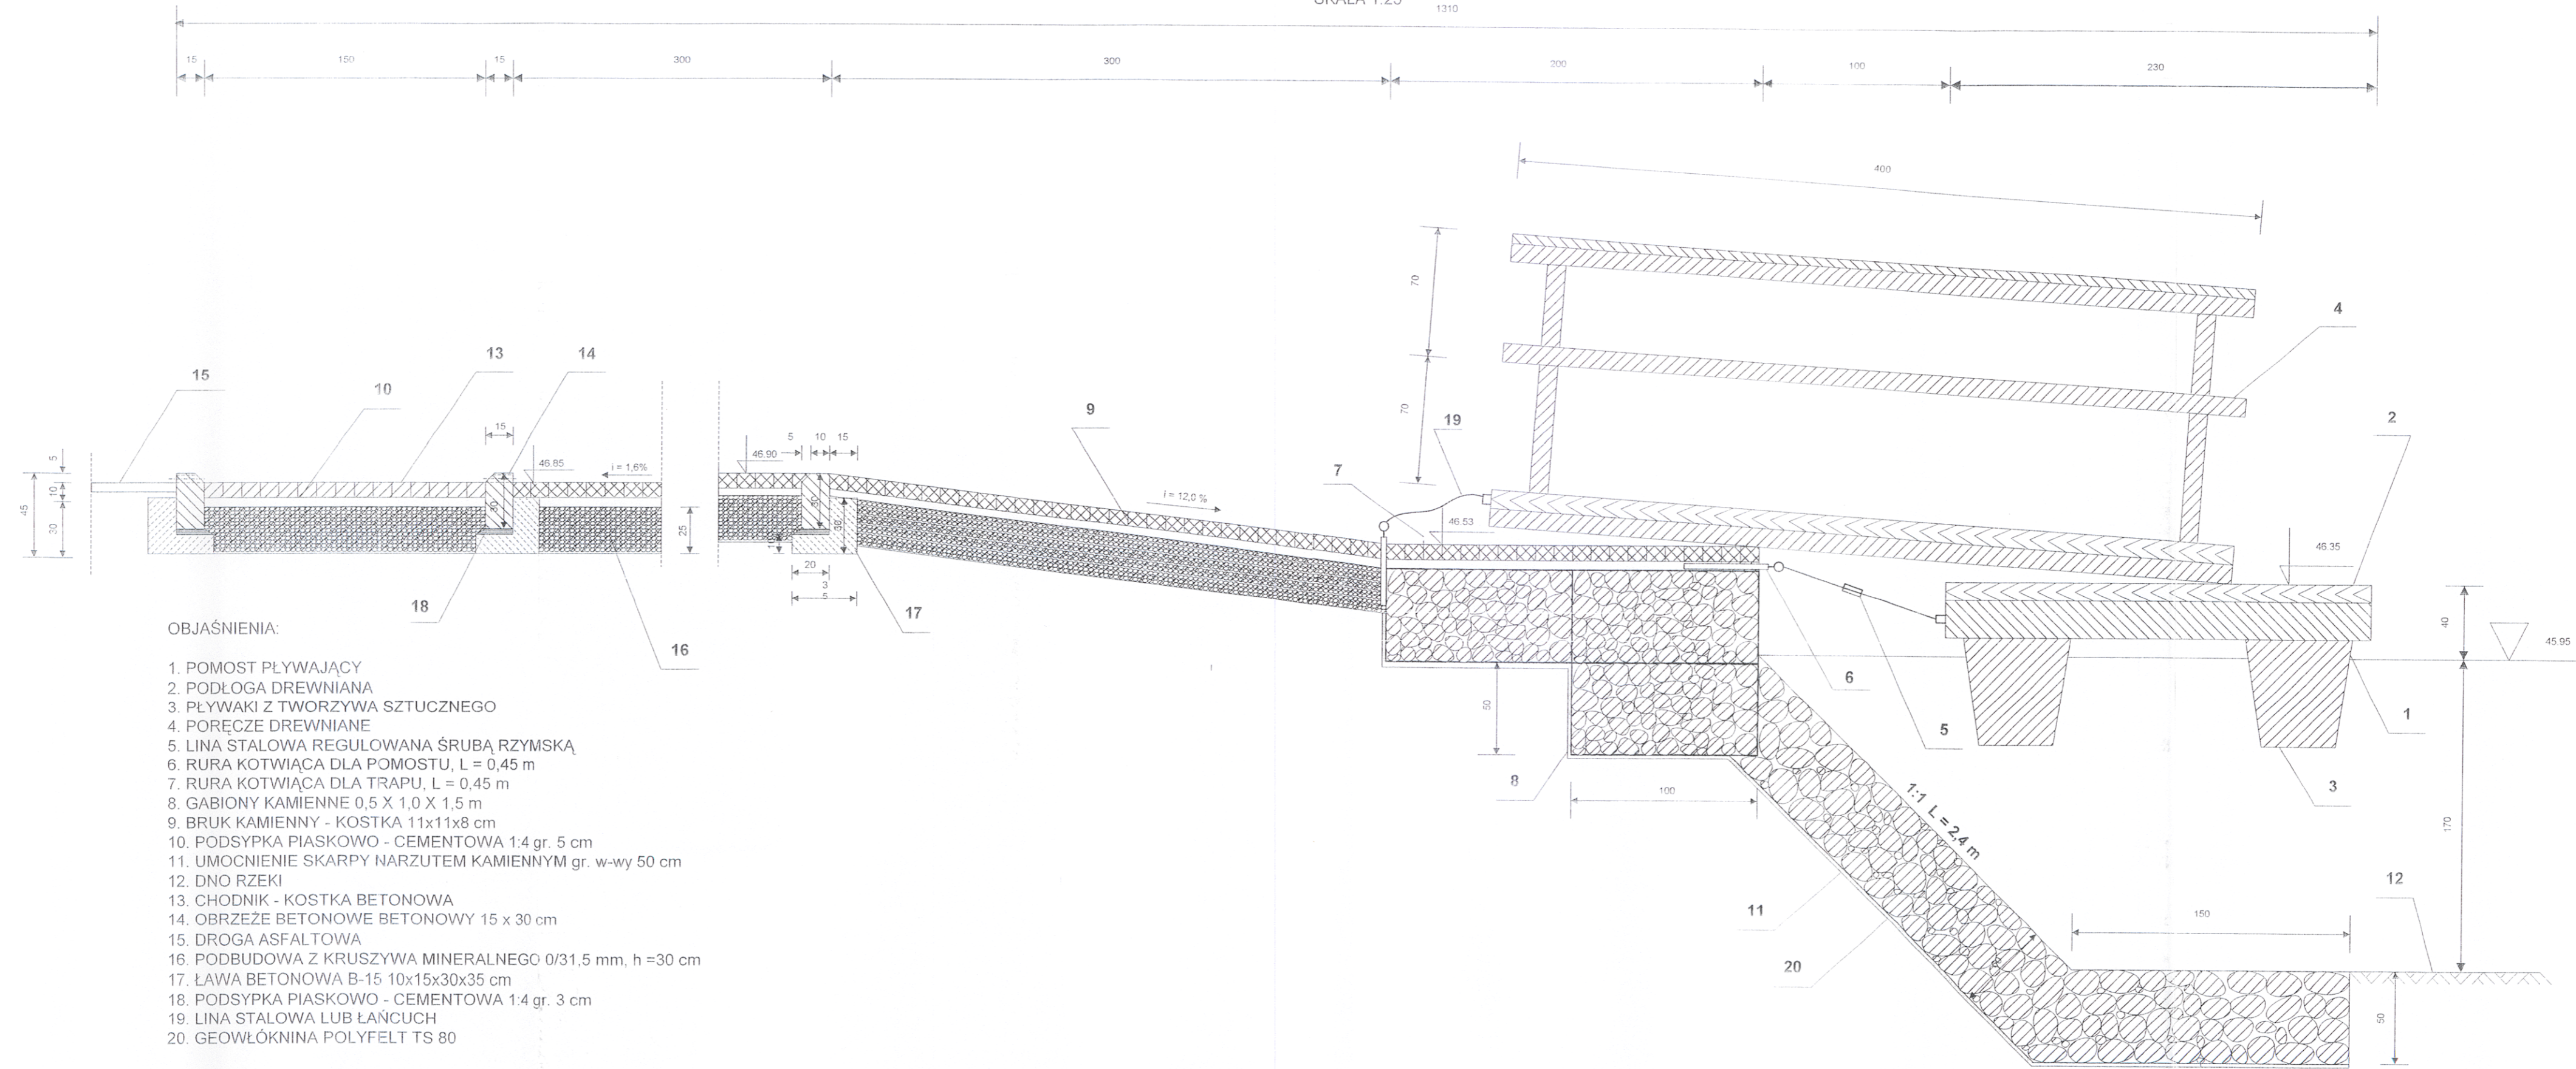 SKALA 1:25
1310
15
150
15
300
300
200
100
230
400
70
70
4
2
13
14
15
10
9
19
7
15
5
10
15
5
10
30
45
46.85
i = 1,6%
46.90
i = 12,0 %
46.53
46.35
30
25
30
30
10
20
3
5
18
17
16
40
45.95
6
5
1
3
50
8
100
1:1 L = 2,4 m
170
11
20
12
150
50
OBJAŚNIENIA:
1. POMOST PŁYWAJĄCY
2. PODŁOGA DREWNIANA
3. PŁYWAKI Z TWORZYWA SZTUCZNEGO
4. PORĘCZE DREWNIANE
5. LINA STALOWA REGULOWANA ŚRUBĄ RZYMSKĄ
6. RURA KOTWIĄCA DLA POMOSTU, L = 0,45 m
7. RURA KOTWIĄCA DLA TRAPU, L = 0,45 m
8. GABIONY KAMIENNE 0,5 X 1,0 X 1,5 m
9. BRUK KAMIENNY - KOSTKA 11x11x8 cm
10. PODSYPKA PIASKOWO - CEMENTOWA 1:4 gr. 5 cm
11. UMOCNIENIE SKARPY NARZUTEM KAMIENNYM gr. w-wy 50 cm
12. DNO RZEKI
13. CHODNIK - KOSTKA BETONOWA
14. OBRZEŻE BETONOWE BETONOWY 15 x 30 cm
15. DROGA ASFALTOWA
16. PODBUDOWA Z KRUSZYWA MINERALNEGO 0/31,5 mm, h =30 cm
17. ŁAWA BETONOWA B-15 10x15x30x35 cm
18. PODSYPKA PIASKOWO - CEMENTOWA 1:4 gr. 3 cm
19. LINA STALOWA LUB ŁAŃCUCH
20. GEOWŁÓKNINA POLYFELT TS 80